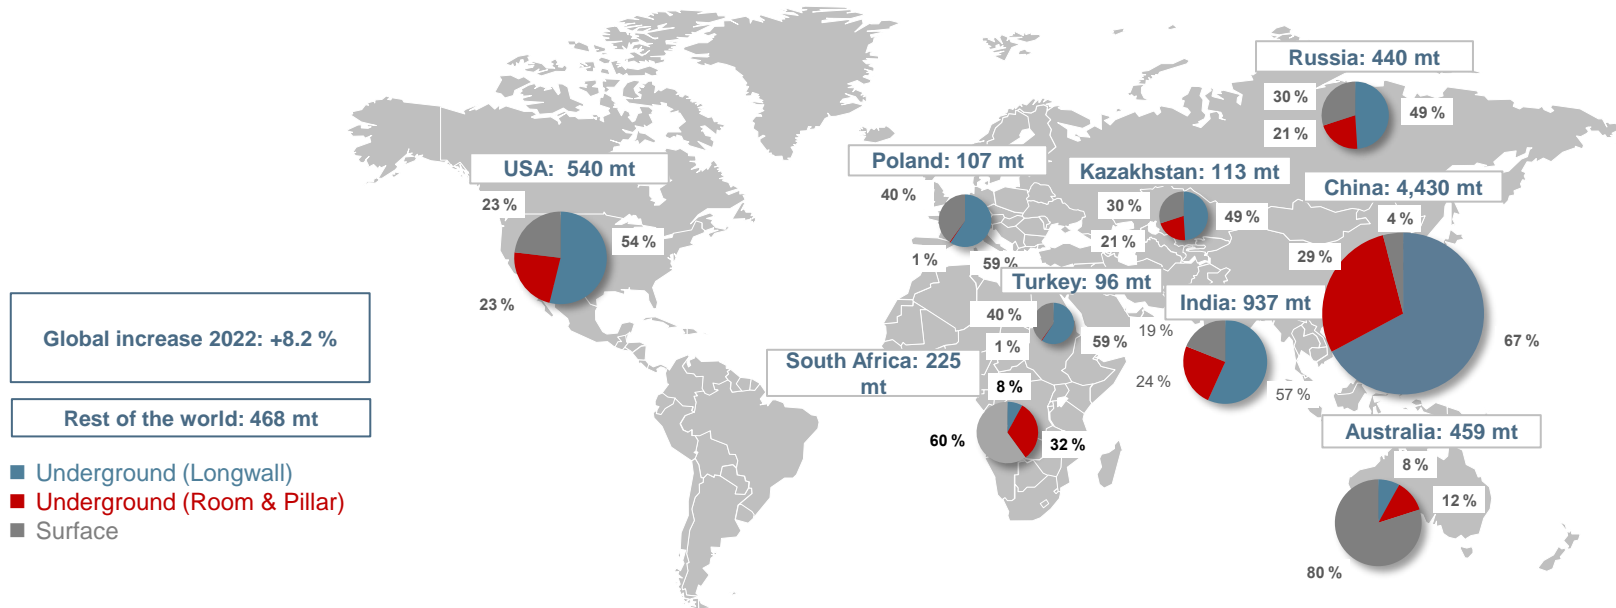 Russia: 440 mt
30 %
49 %
21 %
Poland: 107 mt
40 %
1 %
59 %
USA:  540 mt
23 %
54 %
23 %
Kazakhstan: 113 mt
30 %
49 %
21 %
China: 4,430 mt
4 %
29 %
67 %
Turkey: 96 mt
40 %
1 %
59 %
India: 937 mt
19 %
24 %
57 %
Global increase 2022: +8.2 %
South Africa: 225
mt
8 %
60 %
32 %
Rest of the world: 468 mt
Australia: 459 mt
8 %
12 %
80 %
Underground (Longwall)
Underground (Room & Pillar)
Surface